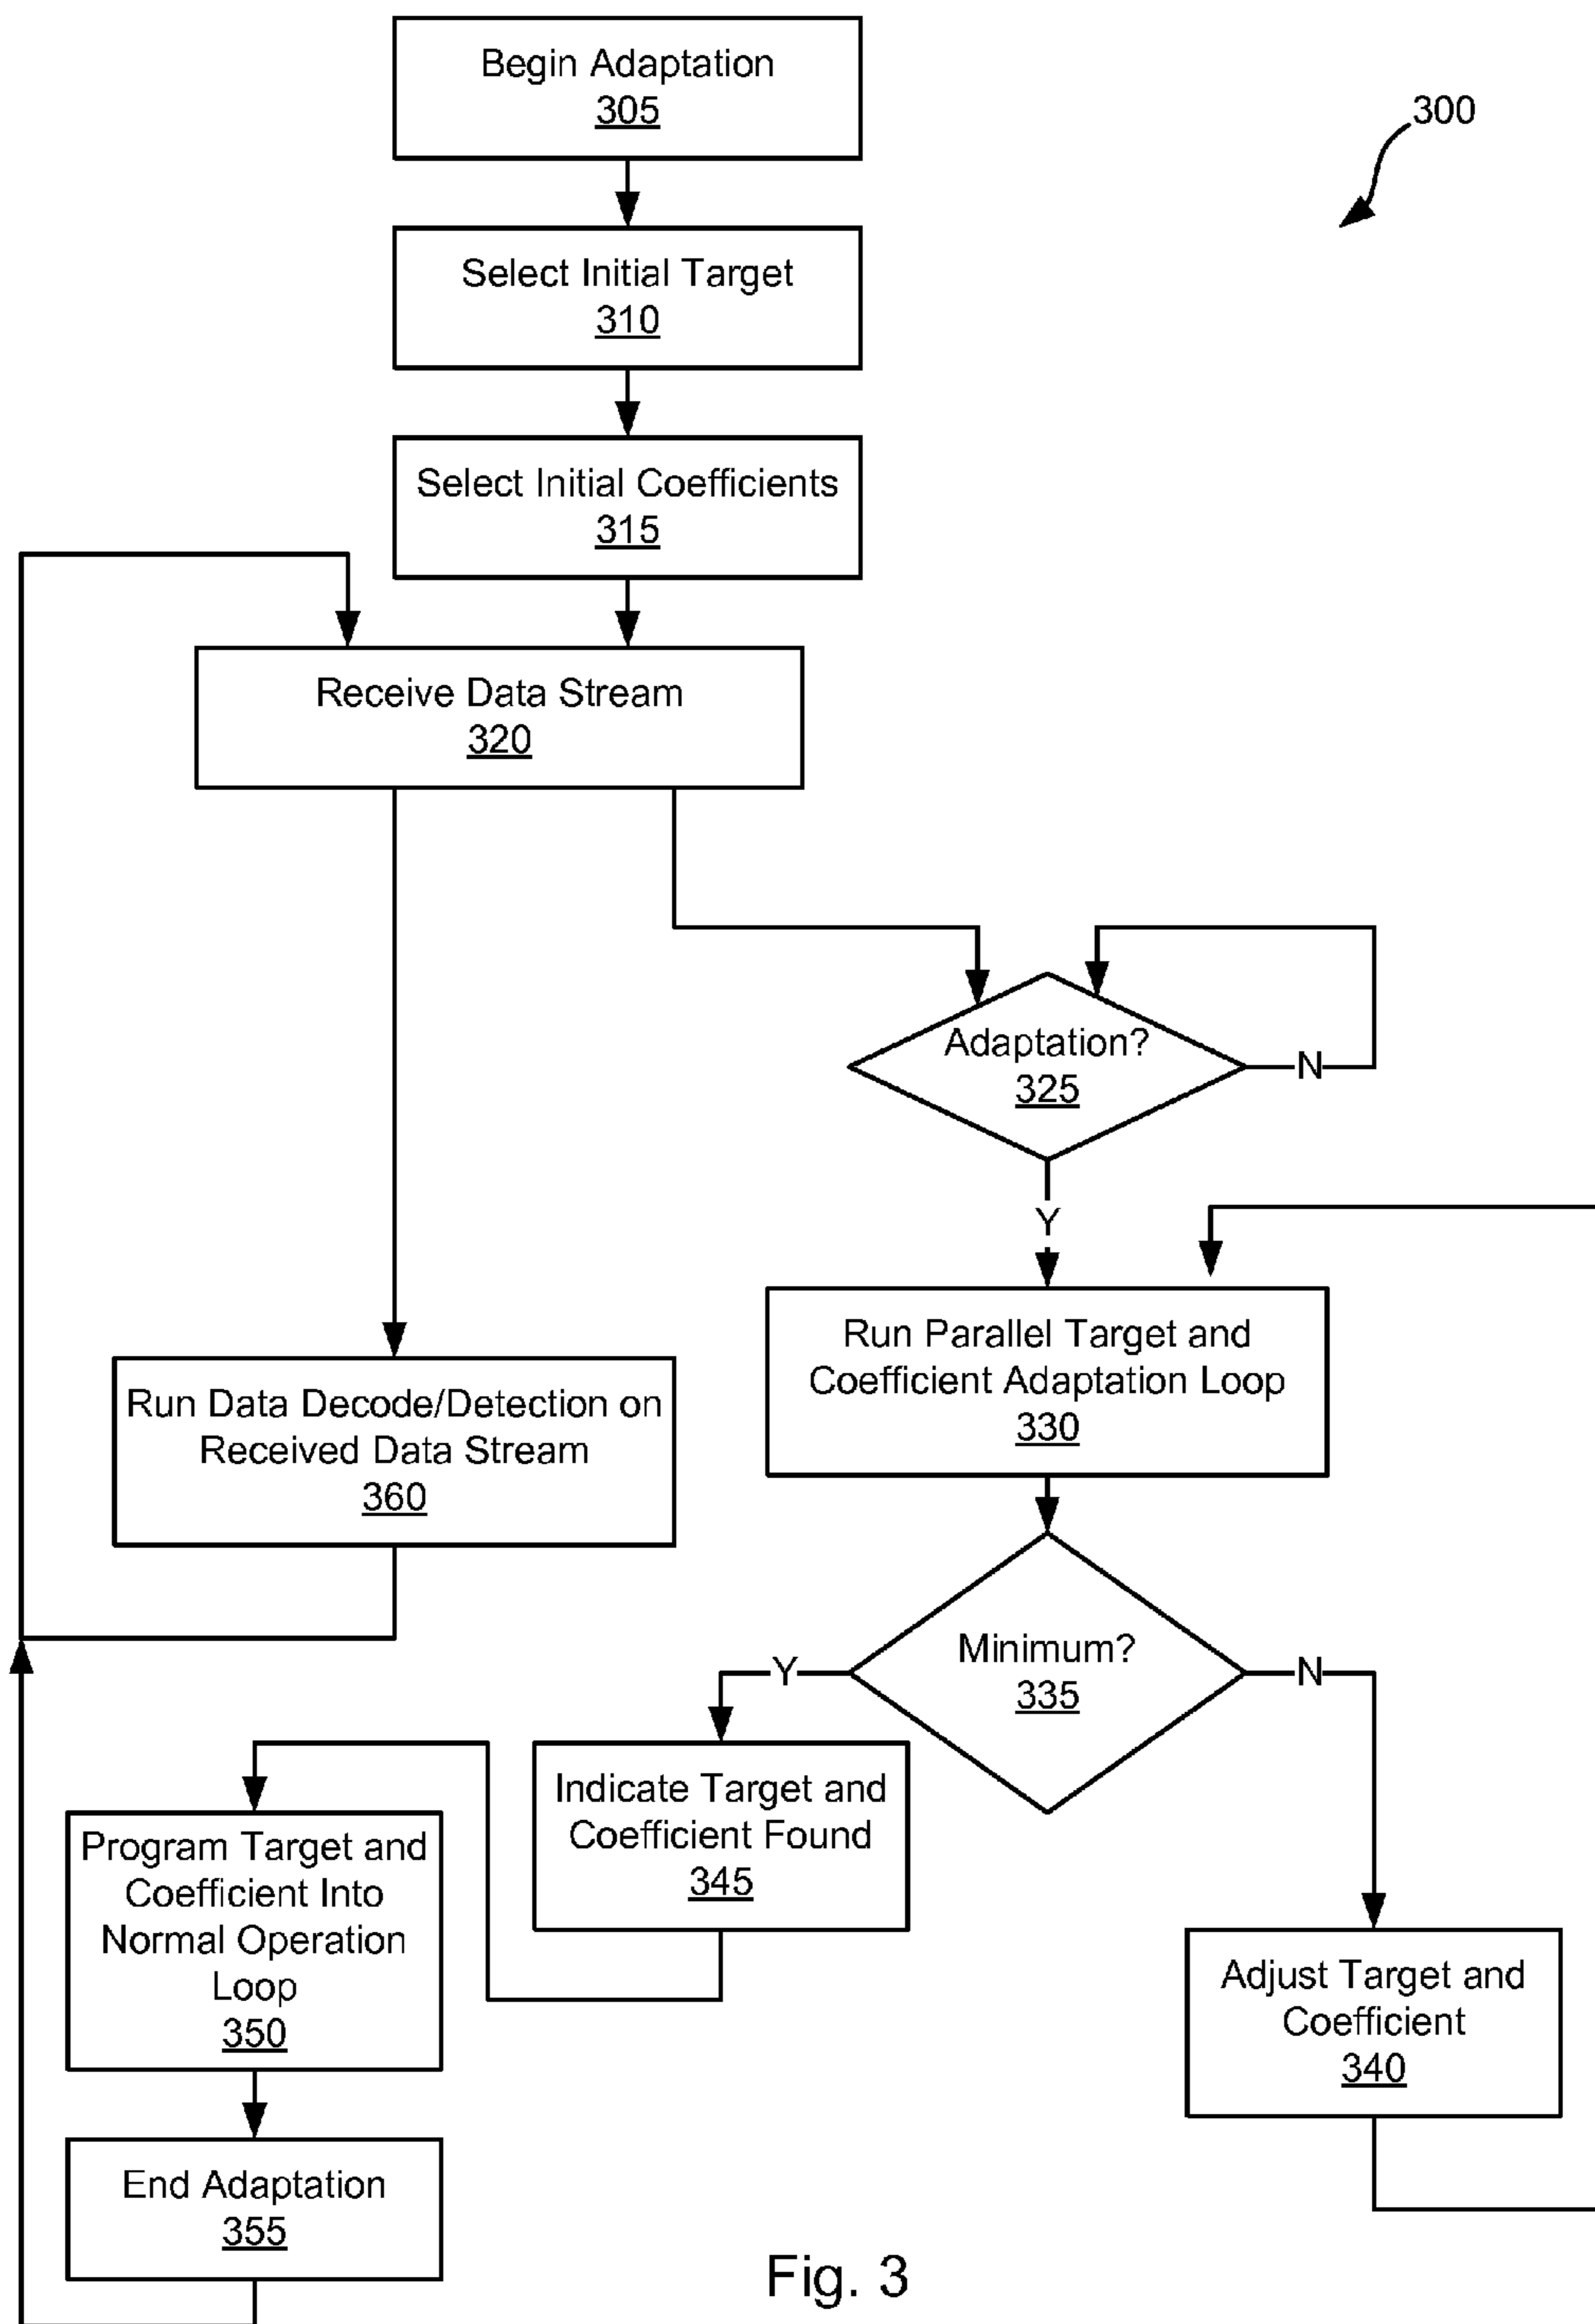 Begin Adaptation
305
300
Select Initial Target
310
Select Initial Coefficients
315
Receive Data Stream
320
Adaptation?
325
N
Y
Run Parallel Target and
Coefficient Adaptation Loop
330
Run Data Decode/Detection on
Received Data Stream
360
Minimum?
335
Y
N
Indicate Target and
Coefficient Found
345
Program Target and
Coefficient Into
Normal Operation
Loop
350
Adjust Target and
Coefficient
340
End Adaptation
355
Fig. 3